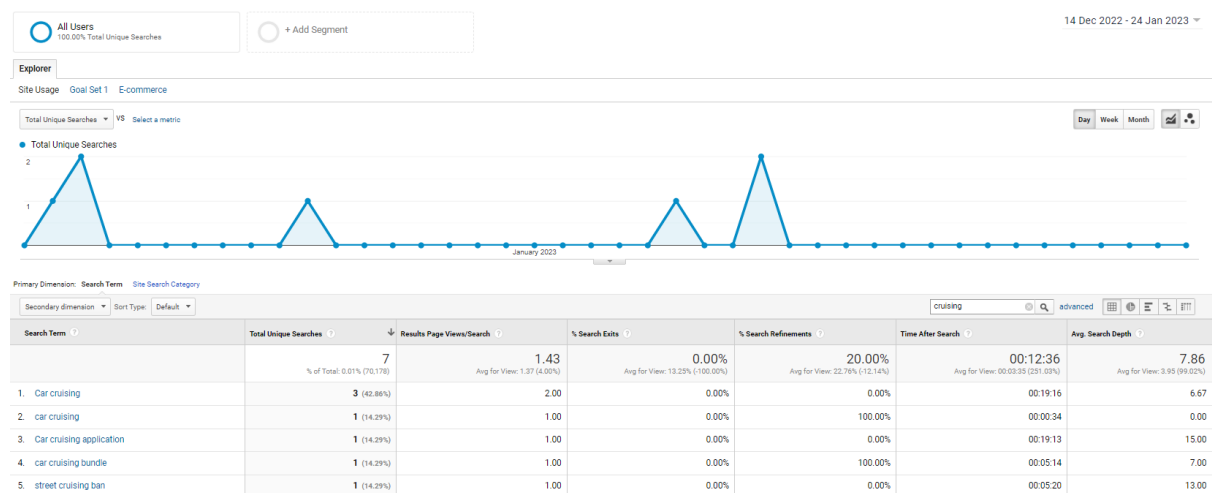 All Users
100.00% Total Unique Searches
+ Add Segment
14 Dec 2022 - 24 Jan 2023
Explorer
Site Usage Goal Set 1 E-commerce
Total Unique Searches VS Select a metric
Day Week Month
Total Unique Searches
2
1
January 2023
Primary Dimension: Search Term Site Search Category
Secondary dimension Sort Type: Default cruising advanced
Search Term ? Total Unique Searches ? Results Page Views/Search ? % Search Exits ? % Search Refinements ? Time After Search ? Avg. Search Depth ?
7 1.43 0.00% 20.00% 00:12:36 7.86
% of Total: 0.01% (70,178) Avg for View: 1.37 (4.00%) Avg for View: 13.25% (-100.00%) Avg for View: 22.76% (-12.14%) Avg for View: 00:03:35 (251.03%) Avg for View: 3.95 (99.02%)
1. Car cruising 3 (42.86%) 2.00 0.00% 0.00% 00:19:16 6.67
2. car cruising 1 (14.29%) 1.00 0.00% 100.00% 00:00:34 0.00
3. Car cruising application 1 (14.29%) 1.00 0.00% 0.00% 00:19:13 15.00
4. car cruising bundle 1 (14.29%) 1.00 0.00% 100.00% 00:05:14 7.00
5. street cruising ban 1 (14.29%) 1.00 0.00% 0.00% 00:05:20 13.00